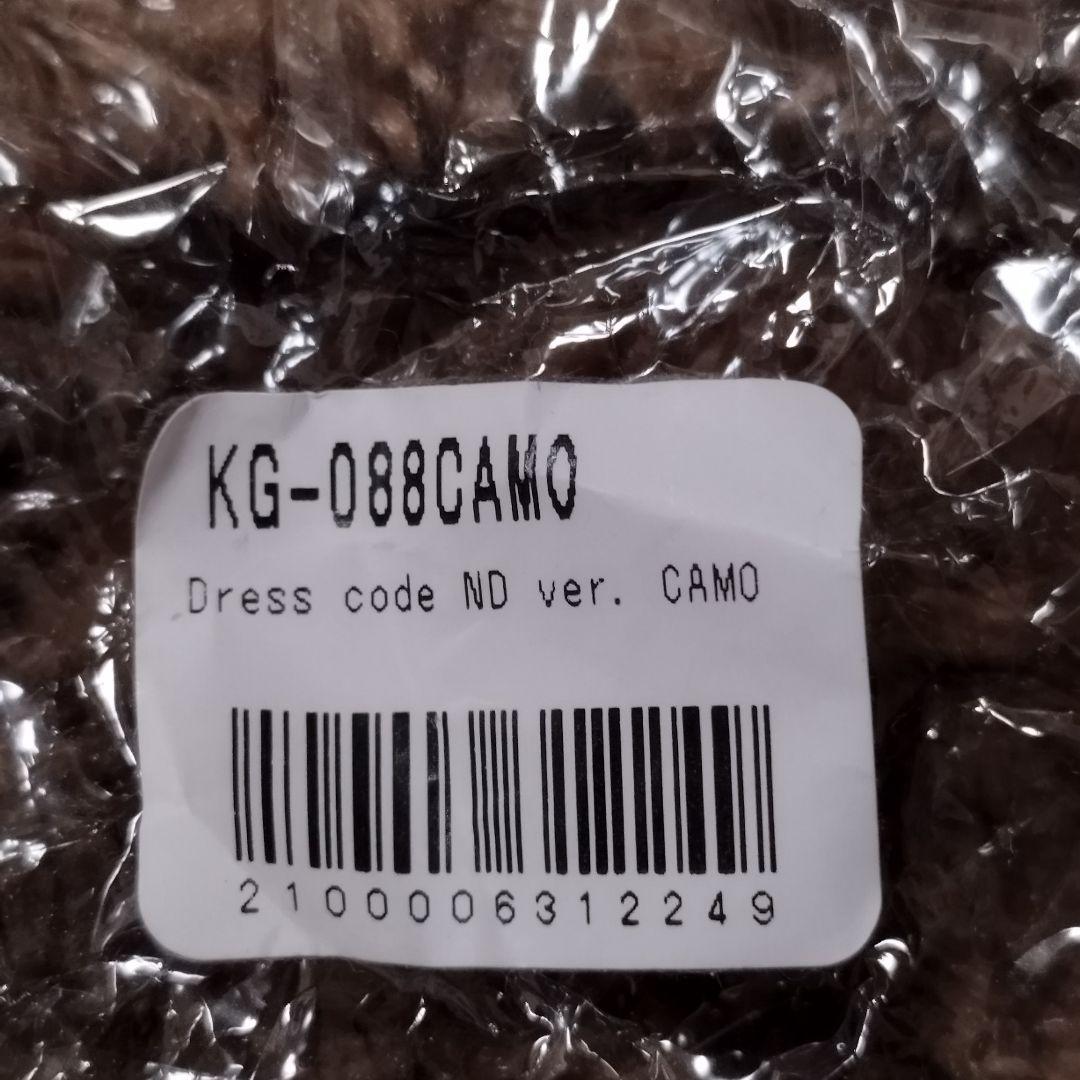 KG-088CAMO
Dress code ND ver. CAMO
2100006312249